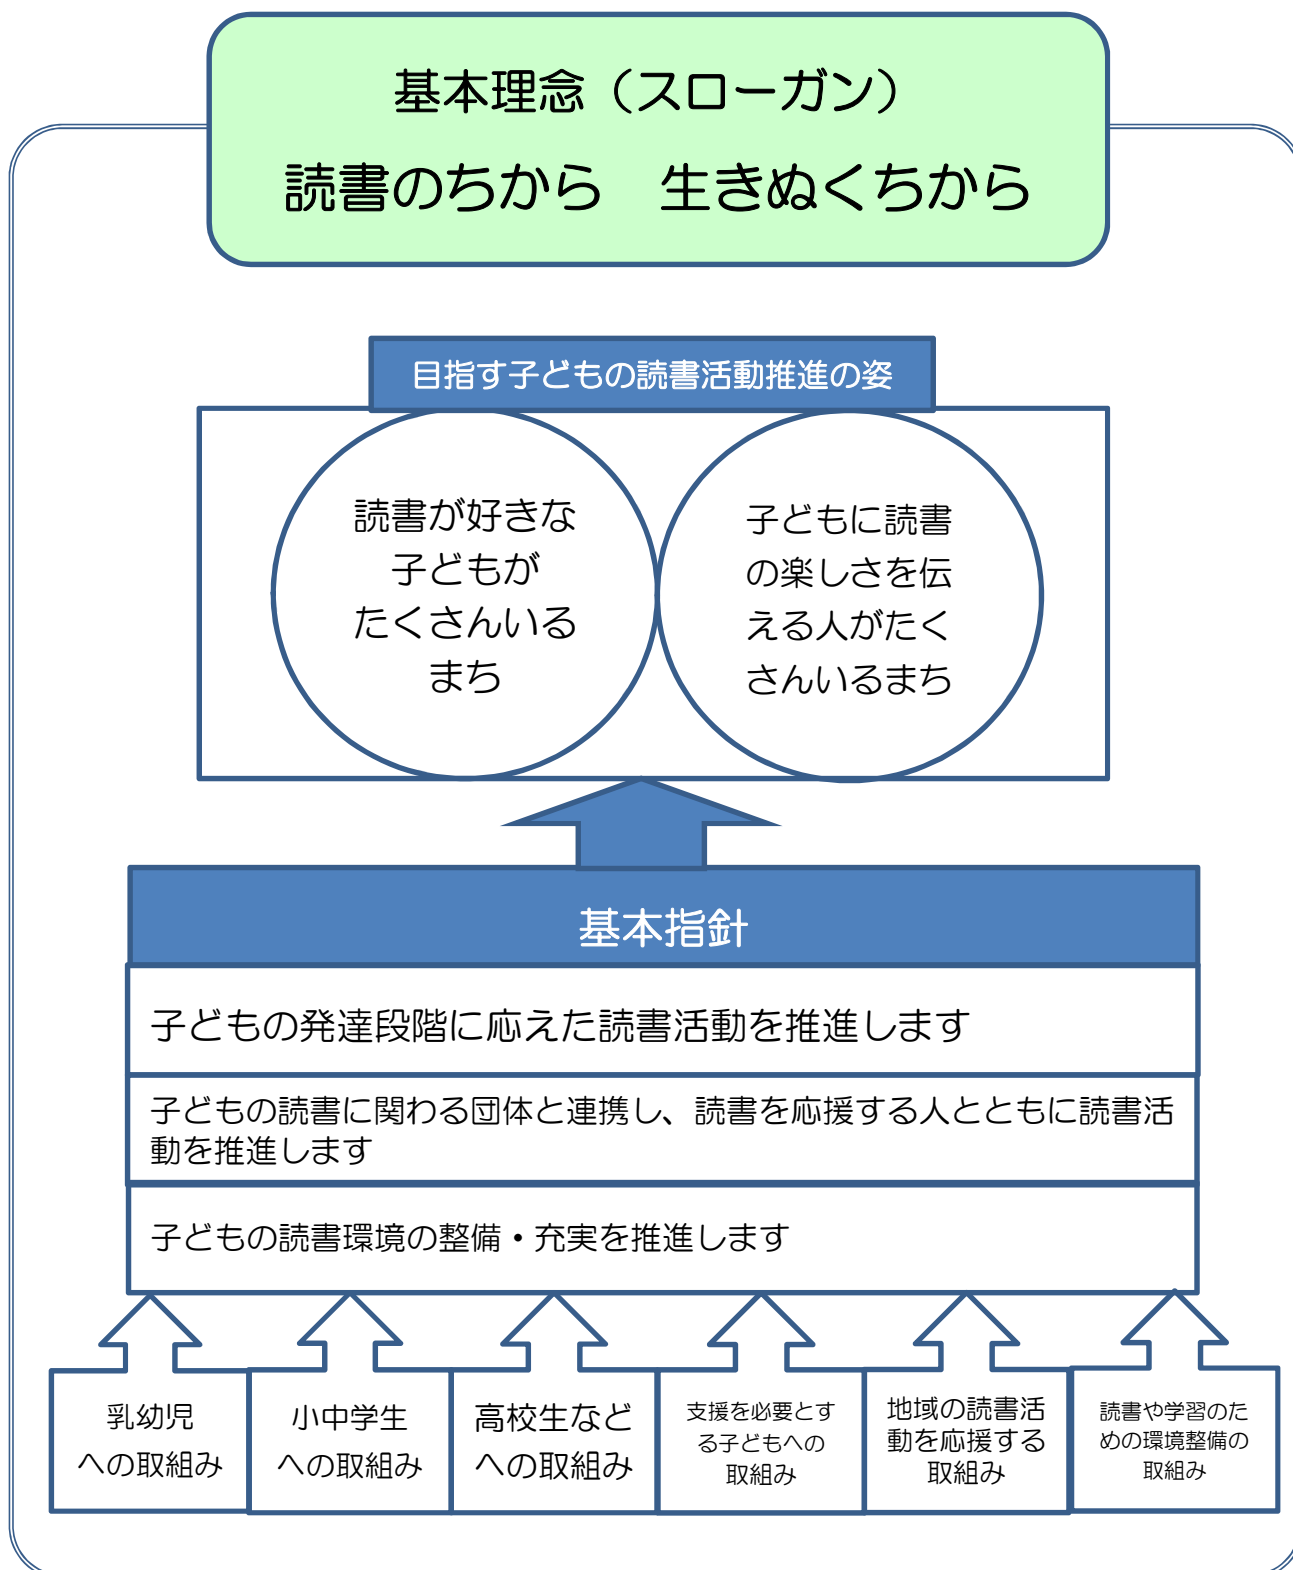 基本理念（スローガン）
読書のちから　生きぬくちから
目指す子どもの読書活動推進の姿
読書が好きな
子どもが
たくさんいる
まち
子どもに読書
の楽しさを伝
える人がたく
さんいるまち
基本指針
子どもの発達段階に応えた読書活動を推進します
子どもの読書に関わる団体と連携し、読書を応援する人とともに読書活
動を推進します
子どもの読書環境の整備・充実を推進します
乳幼児
への取組み
小中学生
への取組み
高校生など
への取組み
支援を必要とす
る子どもへの
取組み
地域の読書活
動を応援する
取組み
読書や学習のた
めの環境整備の
取組み